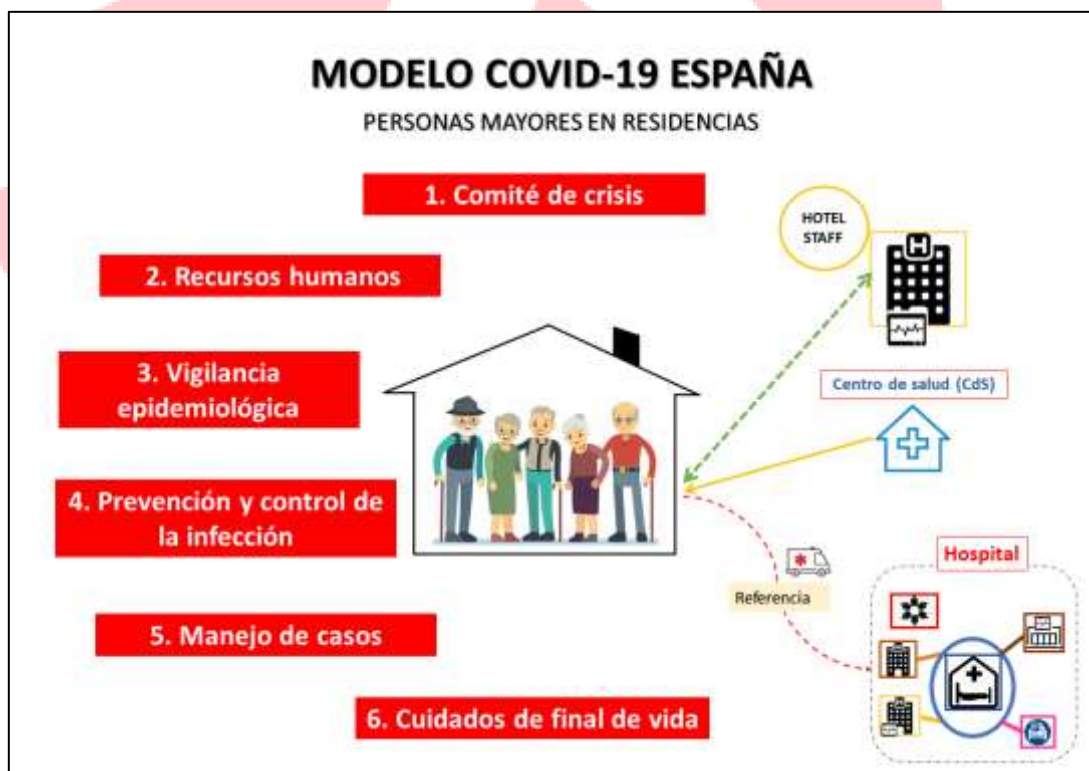 MODELO COVID-19 ESPAÑA
PERSONAS MAYORES EN RESIDENCIAS
1. Comité de crisis
HOTEL
STAFF
H
2. Recursos humanos
3. Vigilancia
epidemiológica
Centro de salud (CdS)
4. Prevención y control de
la infección
Hospital
Referencia
5. Manejo de casos
6. Cuidados de final de vida